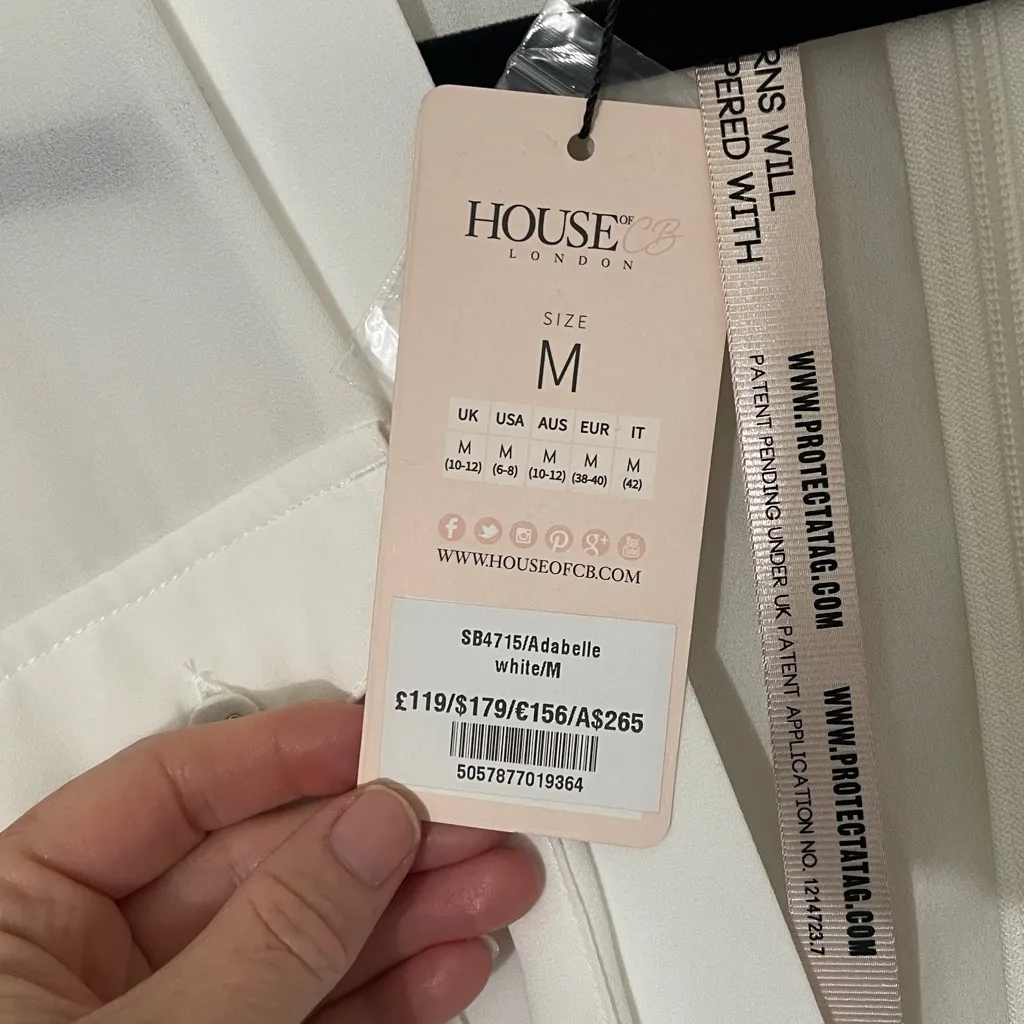 HOUSE OF CB
LONDON
SIZE
M
UK USA AUS EUR IT
M M M M M
(10-12) (6-8) (10-12) (38-40) (42)
WWW.HOUSEOFCB.COM
SB4715/Adabelle
white/M
£119/$179/€156/A$265
5057877019364
RNS WILL
PERED WITH
WWW.PROTECTATAG.COM
PATENT PENDING UNDER UK PATENT APPLICATION NO.
WWW.PROTECTATAG.COM